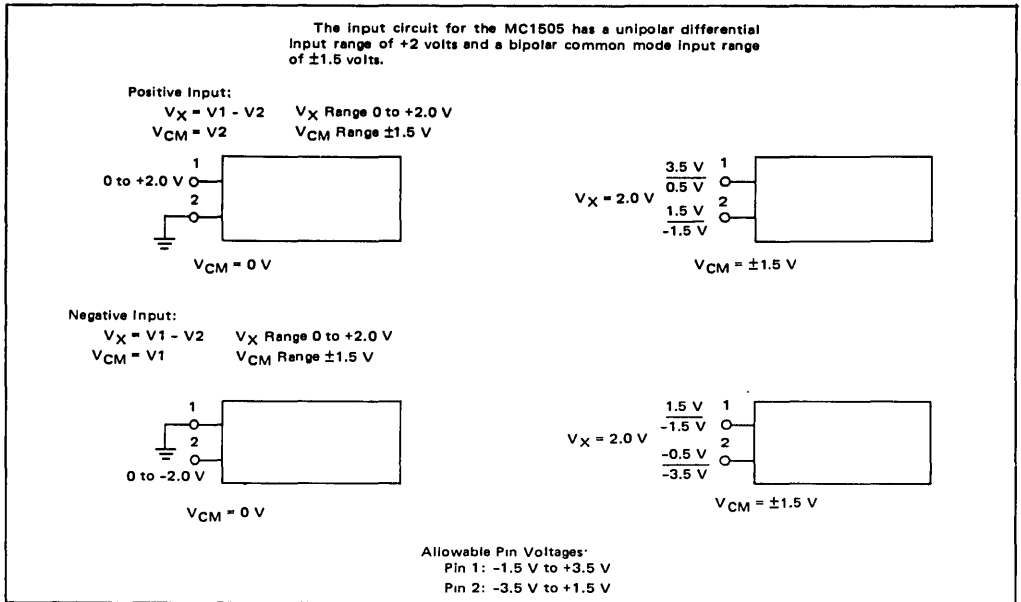 The input circuit for the MC1505 has a unipolar differential
input range of +2 volts and a bipolar common mode input range
of ±1.5 volts.
Positive Input:
VX = V1 - V2 VX Range 0 to +2.0 V
VCM = V2 VCM Range ±1.5 V
1
0 to +2.0 V
2
VCM = 0 V
VX = 2.0 V
3.5 V
0.5 V
1
1.5 V
-1.5 V
2
VCM = ±1.5 V
Negative Input:
VX = V1 - V2 VX Range 0 to +2.0 V
VCM = V1 VCM Range ±1.5 V
1
2
0 to -2.0 V
VCM = 0 V
VX = 2.0 V
1.5 V
-1.5 V
1
-0.5 V
-3.5 V
2
VCM = ±1.5 V
Allowable Pin Voltages:
Pin 1: -1.5 V to +3.5 V
Pin 2: -3.5 V to +1.5 V